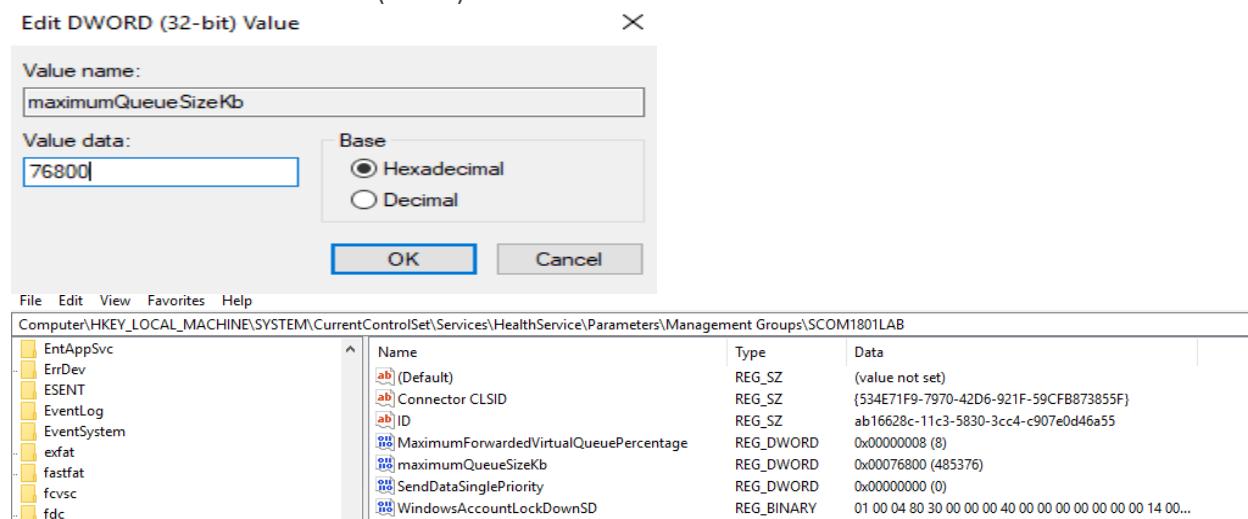 Edit DWORD (32-bit) Value
Value name:
maximumQueueSizeKb
Value data:
76800
Base
Hexadecimal
Decimal
OK Cancel
File Edit View Favorites Help
Computer\HKEY_LOCAL_MACHINE\SYSTEM\CurrentControlSet\Services\HealthService\Parameters\Management Groups\SCOM1801LAB
EntAppSvc
ErrDev
ESENT
EventLog
EventSystem
exfat
fastfat
fcvsc
fdc
Name Type Data
(Default) REG_SZ (value not set)
Connector CLSID REG_SZ {534E71F9-7970-42D6-921F-59CFB873855F}
ID REG_SZ ab16628c-11c3-5830-3cc4-c907e0d46a55
MaximumForwardedVirtualQueuePercentage REG_DWORD 0x00000008 (8)
maximumQueueSizeKb REG_DWORD 0x00076800 (485376)
SendDataSinglePriority REG_DWORD 0x00000000 (0)
WindowsAccountLockDownSD REG_BINARY 01 00 04 80 30 00 00 00 40 00 00 00 00 00 00 00 14 00...